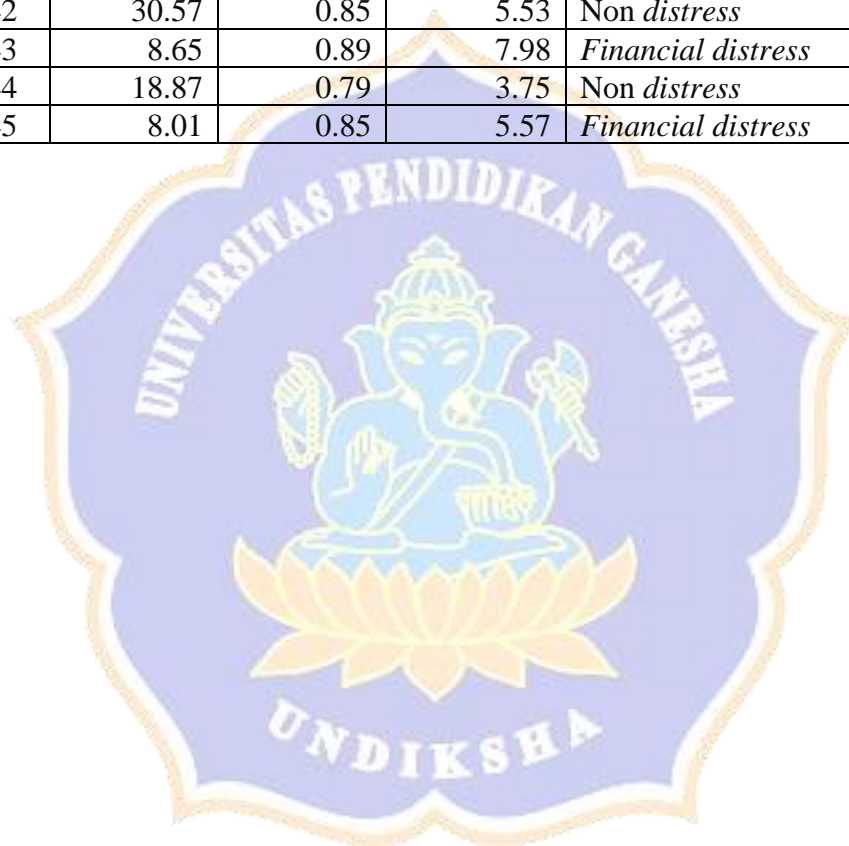 2 30.57 0.85 5.53 Non distress
3 8.65 0.89 7.98 Financial distress
4 18.87 0.79 3.75 Non distress
5 8.01 0.85 5.57 Financial distress
UNIVERSITAS PENDIDIKAN GANESHA
UNDIKSHA